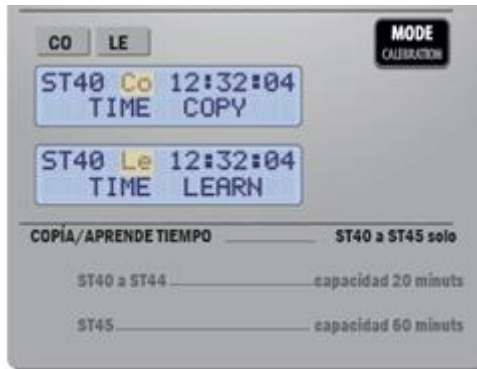 CO LE MODE
CALIBRATION
ST40 Co 12:32:04
TIME COPY
ST40 Le 12:32:04
TIME LEARN
COPÍA/APRENDE TIEMPO ST40 a ST45 solo
ST40 a ST44 capacidad 20 minuts
ST45 capacidad 60 minuts